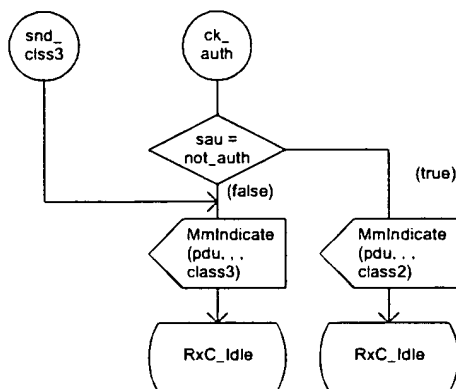 snd_
clss3
ck_
auth
sau =
not_auth
(false)
(true)
MmIndicate
(pdu, . .
class3)
MmIndicate
(pdu, . .
class2)
RxC_Idle
RxC_Idle